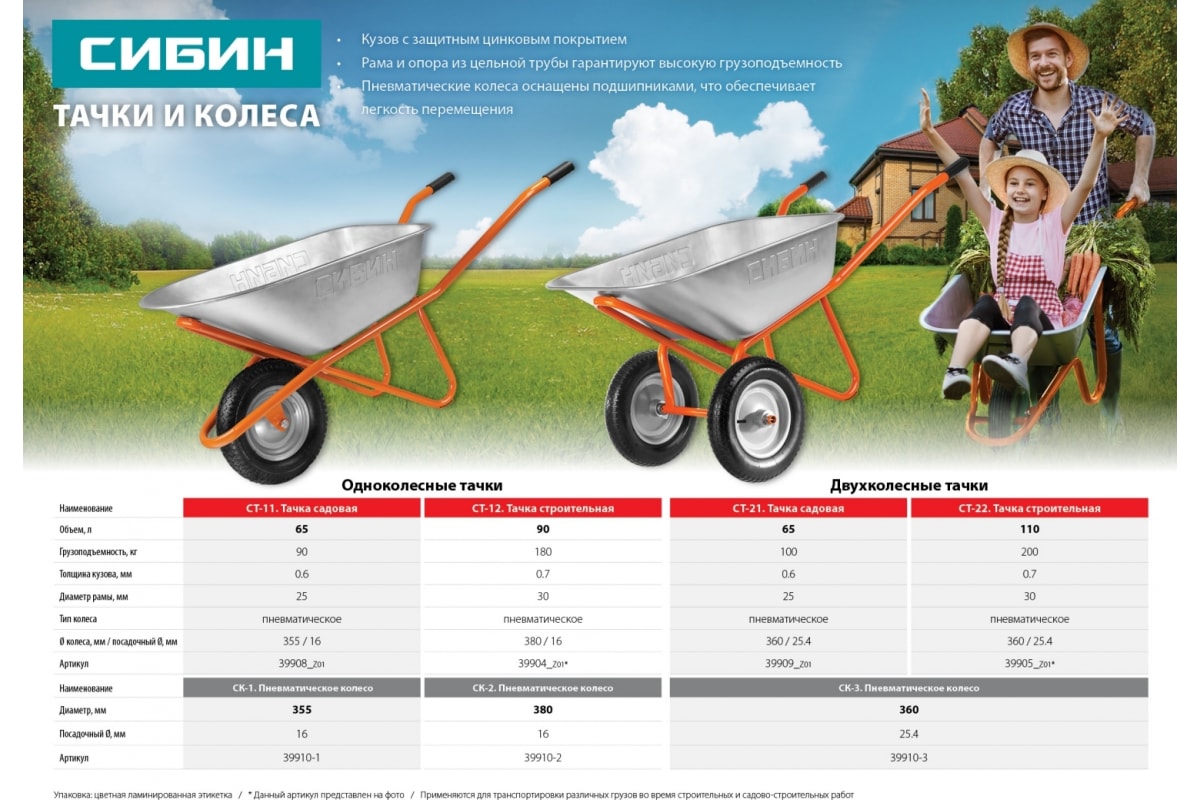 СИБИН
ТАЧКИ И КОЛЕСА
• Кузов с защитным цинковым покрытием
• Рама и опора из цельной трубы гарантируют высокую грузоподъемность
• Пневматические колеса оснащены подшипниками, что обеспечивает
легкость перемещения
СИБИН
СИБИН
СИБИН
СИБИН
Одноколесные тачки
Двухколесные тачки
Наименование СТ-11. Тачка садовая СТ-12. Тачка строительная СТ-21. Тачка садовая СТ-22. Тачка строительная
Объем, л 65 90 65 110
Грузоподъемность, кг 90 180 100 200
Толщина кузова, мм 0.6 0.7 0.6 0.7
Диаметр рамы, мм 25 30 25 30
Тип колеса пневматическое пневматическое пневматическое пневматическое
Ø колеса, мм / посадочный Ø, мм 355 / 16 380 / 16 360 / 25.4 360 / 25.4
Артикул 39908_Z01 39904_Z01* 39909_Z01 39905_Z01*
Наименование СК-1. Пневматическое колесо СК-2. Пневматическое колесо СК-3. Пневматическое колесо
Диаметр, мм 355 380 360
Посадочный Ø, мм 16 16 25.4
Артикул 39910-1 39910-2 39910-3
Упаковка: цветная ламинированная этикетка / * Данный артикул представлен на фото / Применяются для транспортировки различных грузов во время строительных и садово-строительных работ